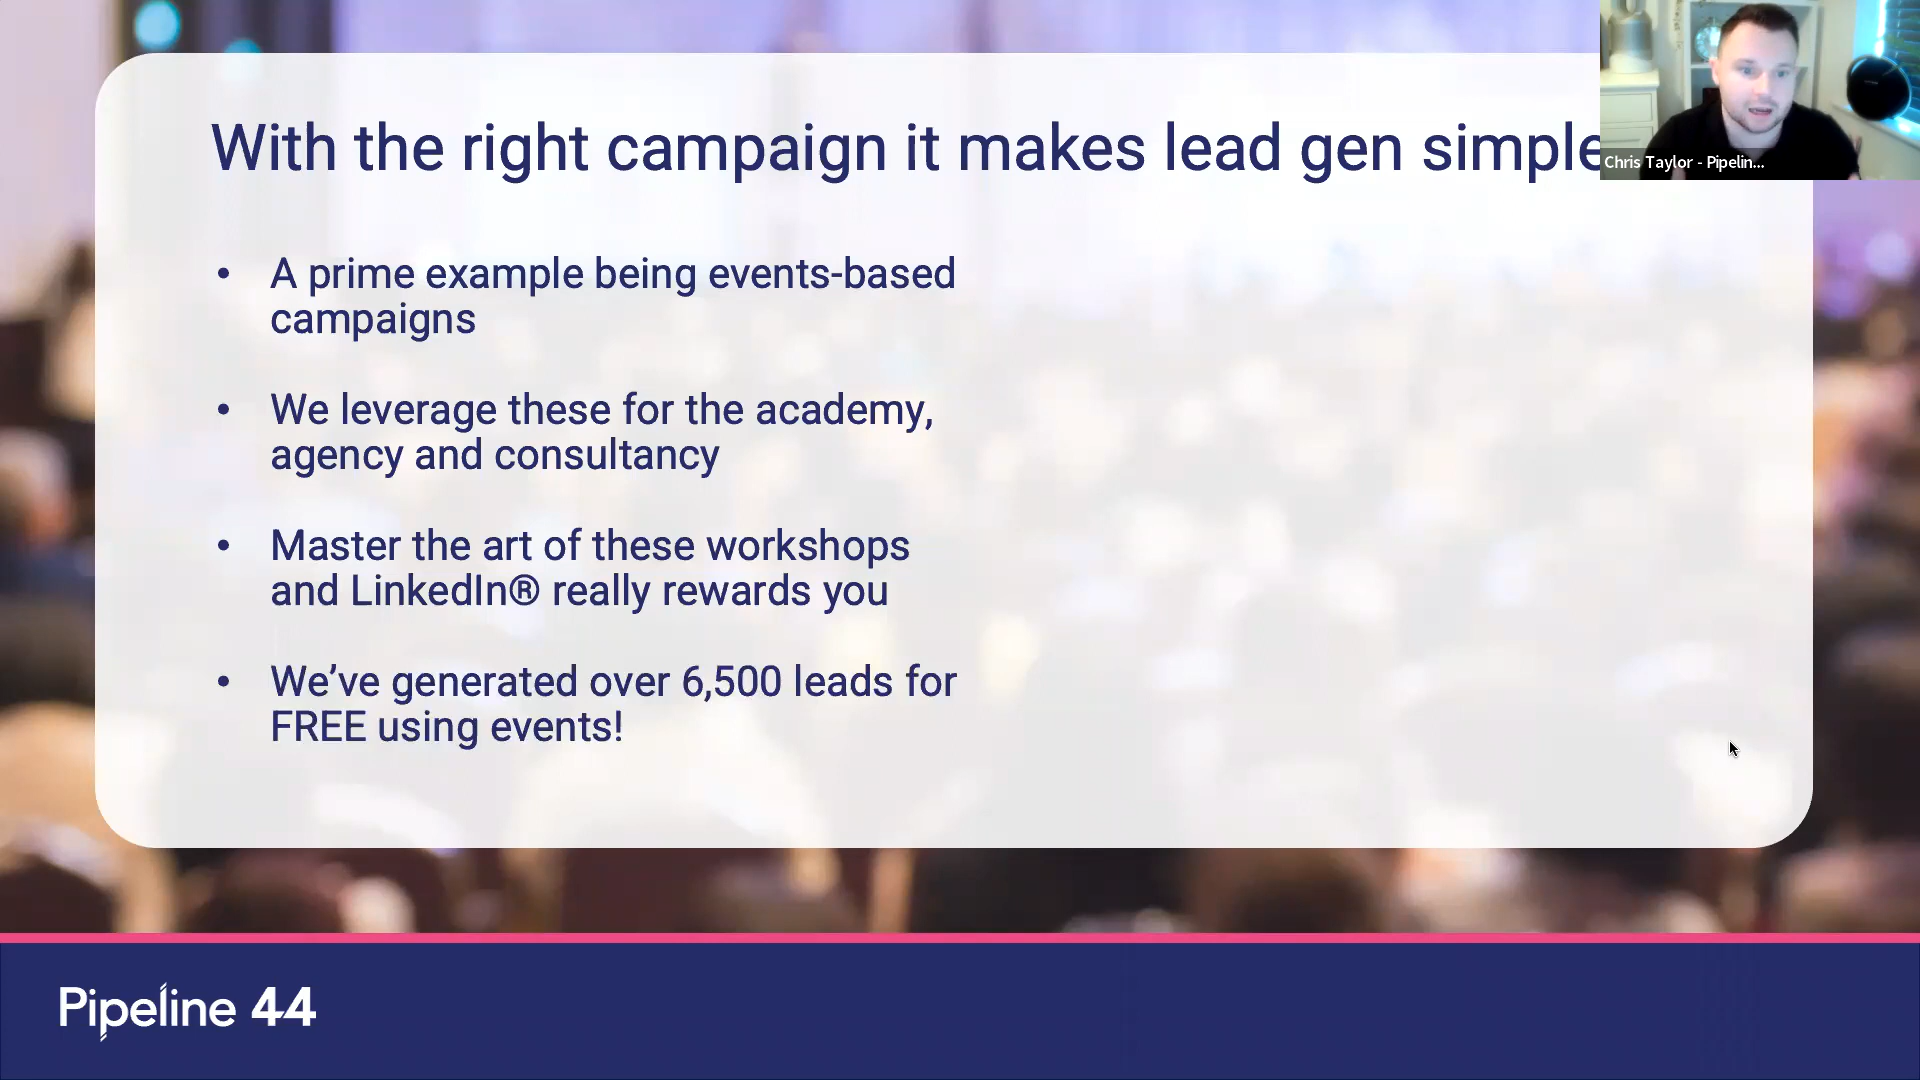 With the right campaign it makes lead gen simple
Chris Taylor - Pipelin...
• A prime example being events-based
campaigns
• We leverage these for the academy,
agency and consultancy
• Master the art of these workshops
and LinkedIn® really rewards you
• We’ve generated over 6,500 leads for
FREE using events!
Pipeline 44